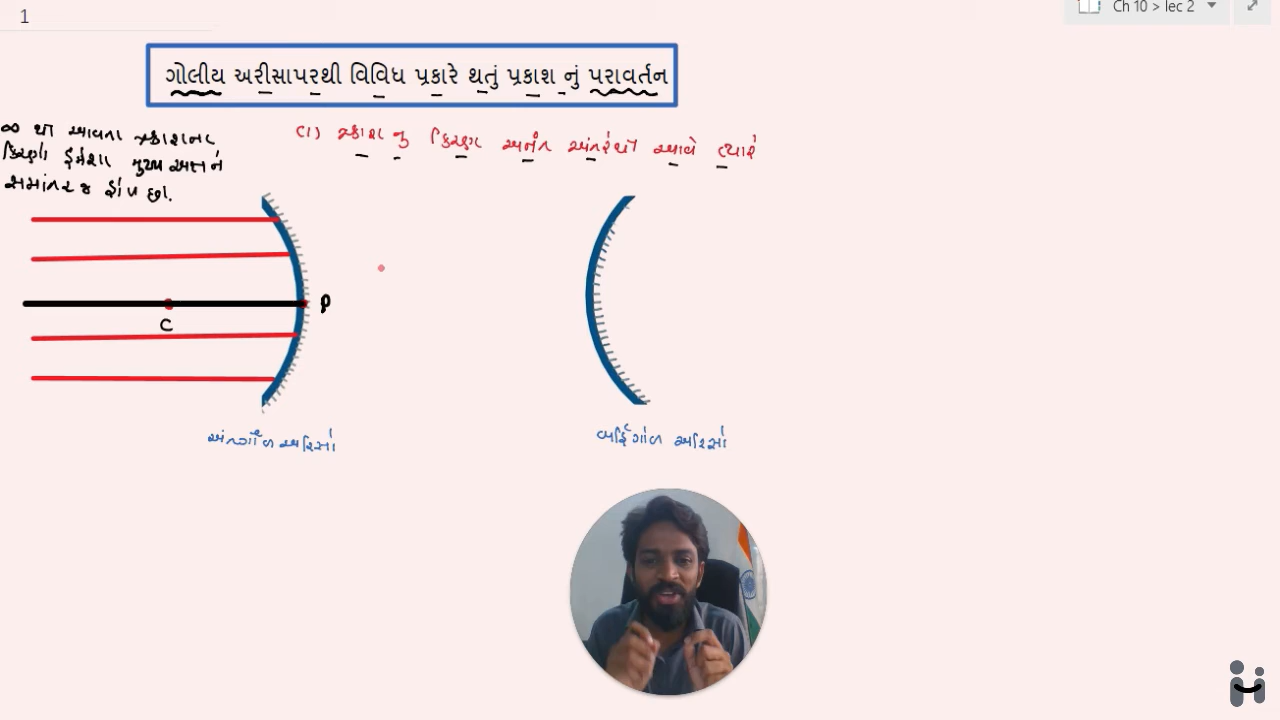 1
Ch 10 > lec 2
ગોલીય અરીસાપરથી વિવિધ પ્રકારે થતું પ્રકાશ નું પરાવર્તન
(1) પ્રકાશ નુ કિરણ અનંત અંતરેથી આવે ત્યારે
∞ થી આવતા પ્રકાશના
કિરણો હંમેશા મુખ્ય અક્ષને
સમાંતર જ હોય છે.
P
C
અંતર્ગોળ અરિસો
બહિર્ગોળ અરિસો